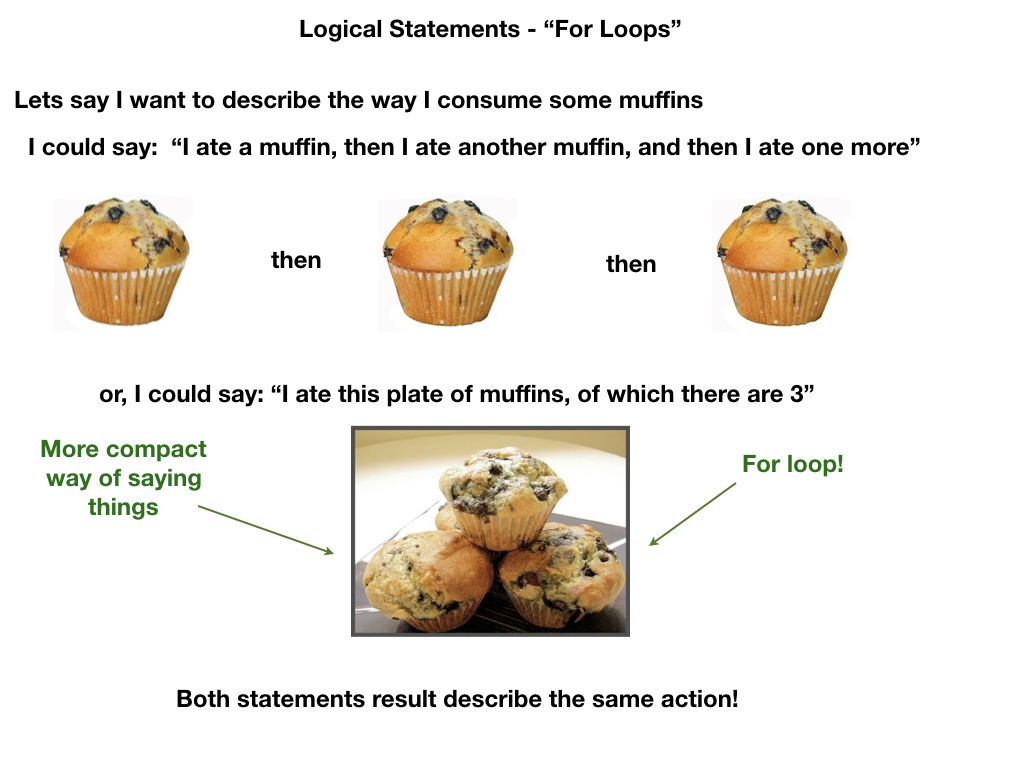 Logical Statements - “For Loops”
Lets say I want to describe the way I consume some muffins
I could say:  “I ate a muffin, then I ate another muffin, and then I ate one more”
then
then
or, I could say: “I ate this plate of muffins, of which there are 3”
More compact
way of saying
things
For loop!
Both statements result describe the same action!